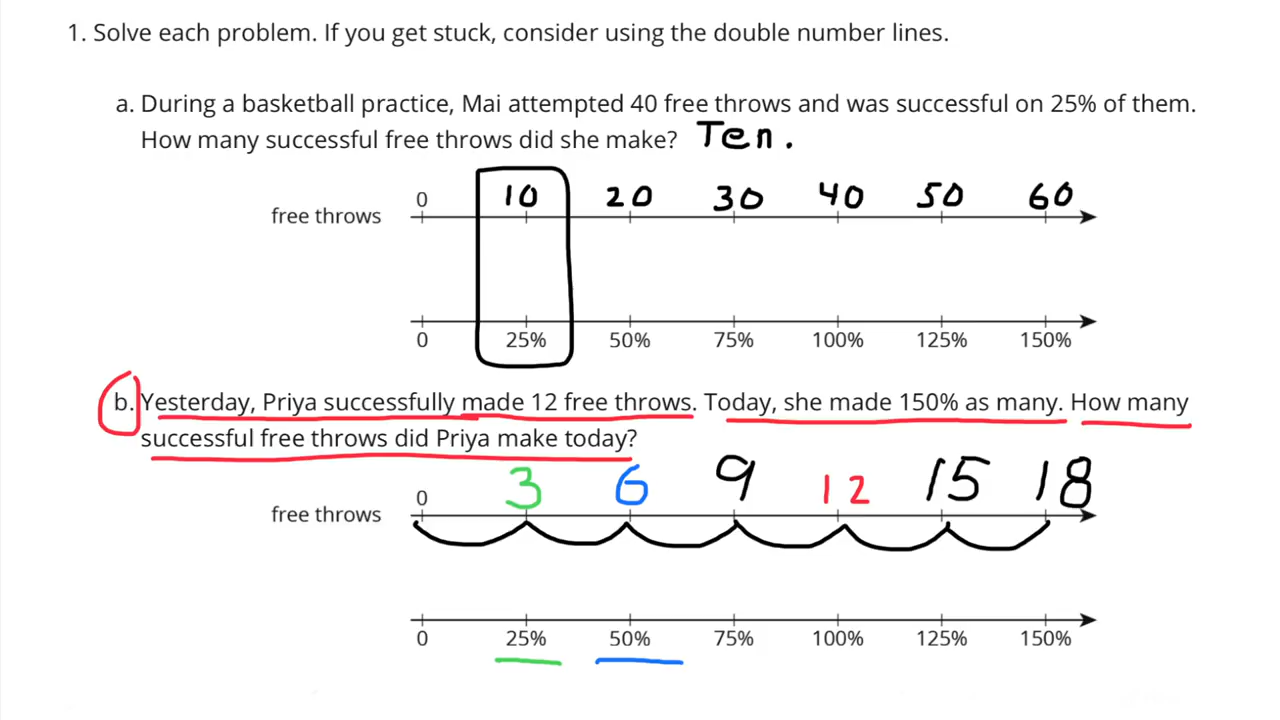 1. Solve each problem. If you get stuck, consider using the double number lines.
a. During a basketball practice, Mai attempted 40 free throws and was successful on 25% of them.
How many successful free throws did she make? Ten.
0 10 20 30 40 50 60
free throws
0 25% 50% 75% 100% 125% 150%
b. Yesterday, Priya successfully made 12 free throws. Today, she made 150% as many. How many
successful free throws did Priya make today?
0 3 6 9 12 15 18
free throws
0 25% 50% 75% 100% 125% 150%